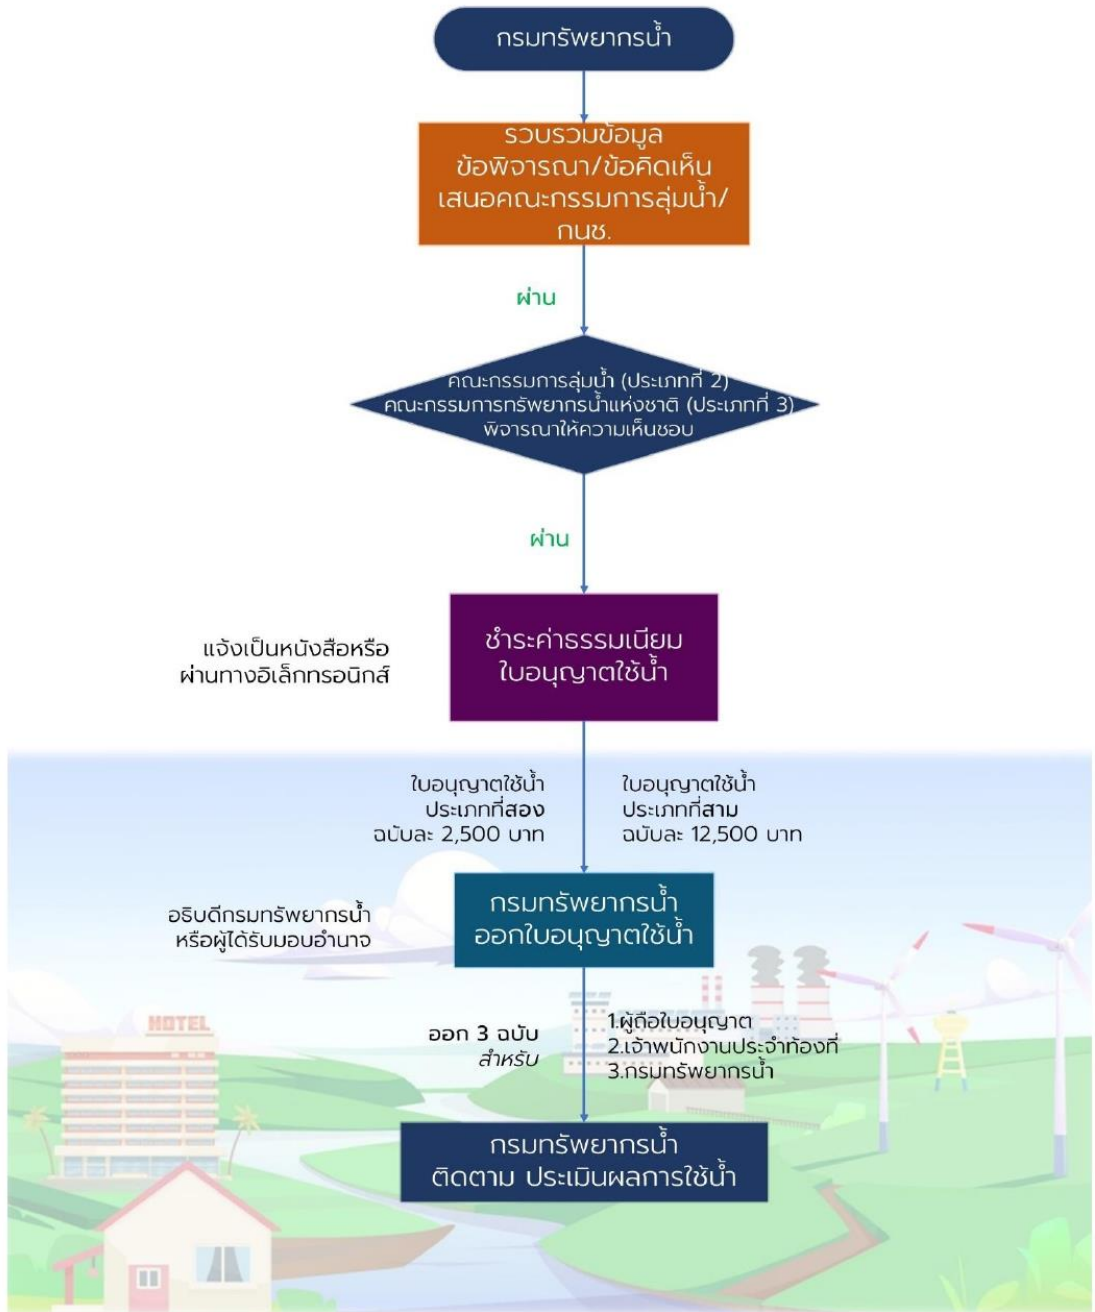 กรมทรัพยากรน้ำ
รวบรวมข้อมูล
ข้อพิจารณา/ข้อคิดเห็น
เสนอคณะกรรมการลุ่มน้ำ/
กนช.
ผ่าน
คณะกรรมการลุ่มน้ำ (ประเภทที่ 2)
คณะกรรมการทรัพยากรน้ำแห่งชาติ (ประเภทที่ 3)
พิจารณาให้ความเห็นชอบ
ผ่าน
แจ้งเป็นหนังสือหรือ
ผ่านทางอิเล็กทรอนิกส์
ชำระค่าธรรมเนียม
ใบอนุญาตใช้น้ำ
ใบอนุญาตใช้น้ำ
ประเภทที่สอง
ฉบับละ 2,500 บาท
ใบอนุญาตใช้น้ำ
ประเภทที่สาม
ฉบับละ 12,500 บาท
อธิบดีกรมทรัพยากรน้ำ
หรือผู้ได้รับมอบอำนาจ
กรมทรัพยากรน้ำ
ออกใบอนุญาตใช้น้ำ
HOTEL
ออก 3 ฉบับ
สำหรับ
1.ผู้ถือใบอนุญาต
2.เจ้าพนักงานประจำท้องที่
3.กรมทรัพยากรน้ำ
กรมทรัพยากรน้ำ
ติดตาม ประเมินผลการใช้น้ำ